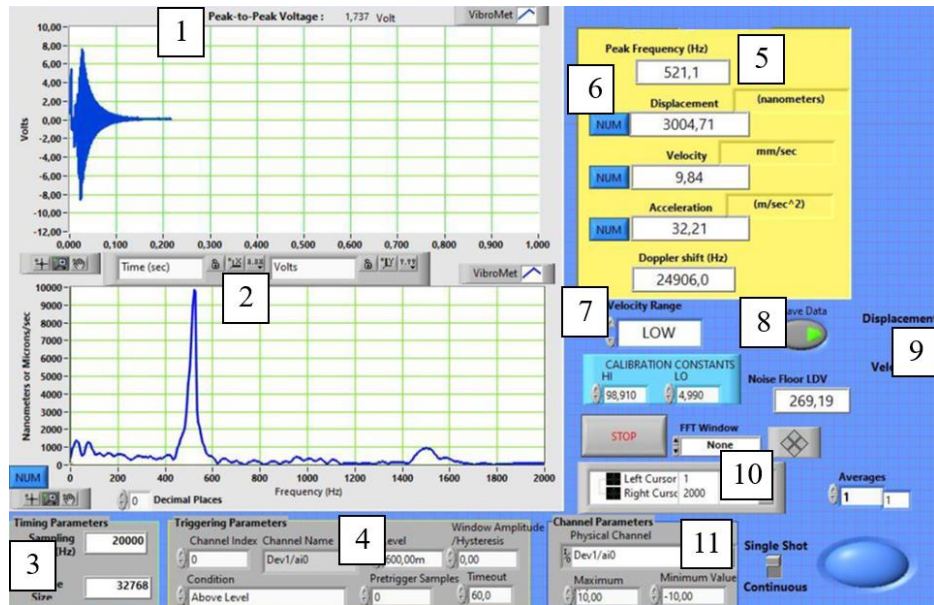 1
Peak-to-Peak Voltage : 1,737 Volt VibroMet
10,00
8,00
6,00
4,00
2,00
0,00
-2,00
-4,00
-6,00
-8,00
-10,00
-12,00
Volts
0,000 0,100 0,200 0,300 0,400 0,500 0,600 0,700 0,800 0,900 1,000
Time (sec) Volts VibroMet
2
10000
9000
8000
7000
6000
5000
4000
3000
2000
1000
0
Nanometers or Microns/sec
0 200 400 600 800 1000 1200 1400 1600 1800 2000
Frequency (Hz)
NUM
0 Decimal Places
5
Peak Frequency (Hz)
521,1
6
Displacement (nanometers)
NUM 3004,71
Velocity mm/sec
NUM 9,84
Acceleration (m/sec^2)
NUM 32,21
Doppler shift (Hz)
24906,0
7
Velocity Range
LOW
8
Data
Displacement
9
CALIBRATION CONSTANTS
HI LO
98,910 4,990
Noise Floor LDV
269,19
STOP
FFT Window
None
10
Left Cursor 1
Right Curso 2000
Averages
1 1
Timing Parameters
Sampling
(Hz) 20000
3
Size 32768
Triggering Parameters
Channel Index Channel Name
0 Dev1/ai0
4
600,00m
Window Amplitude
/Hysteresis
0,00
Condition
Above Level
Pretrigger Samples
0
Timeout
60,0
Channel Parameters
Physical Channel
Dev1/ai0
11
Maximum
10,00
Minimum Value
-10,00
Single Shot
Continuous